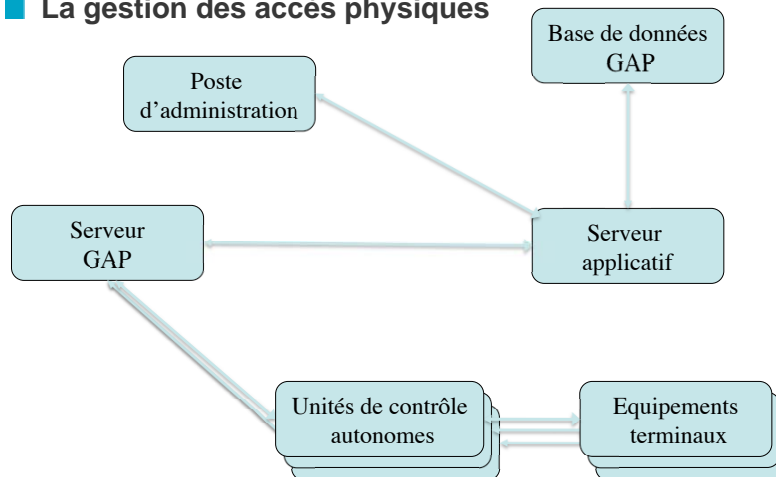 La gestion des accès physiques
Base de données
GAP
Poste
d’administration
Serveur
GAP
Serveur
applicatif
Unités de contrôle
autonomes
Equipements
terminaux